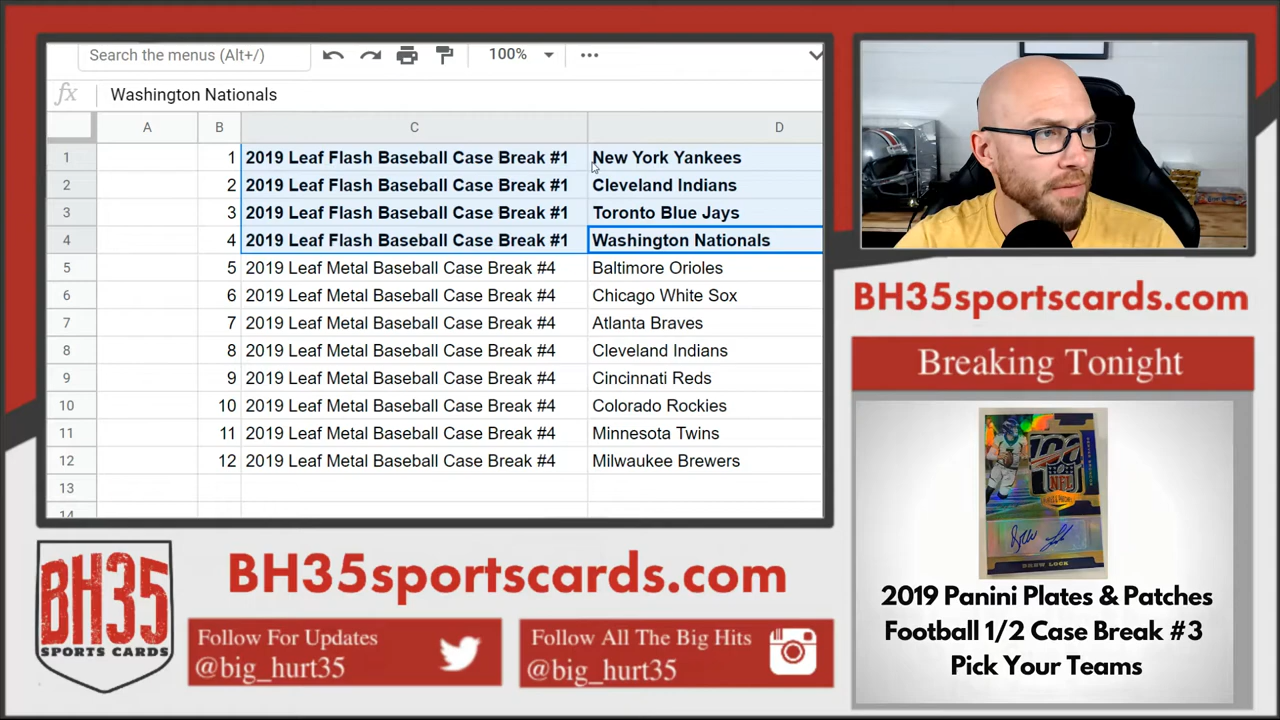 Search the menus (Alt+/)
100%
fx Washington Nationals
A B C D
1 1 2019 Leaf Flash Baseball Case Break #1 New York Yankees
2 2 2019 Leaf Flash Baseball Case Break #1 Cleveland Indians
3 3 2019 Leaf Flash Baseball Case Break #1 Toronto Blue Jays
4 4 2019 Leaf Flash Baseball Case Break #1 Washington Nationals
5 5 2019 Leaf Metal Baseball Case Break #4 Baltimore Orioles
6 6 2019 Leaf Metal Baseball Case Break #4 Chicago White Sox
7 7 2019 Leaf Metal Baseball Case Break #4 Atlanta Braves
8 8 2019 Leaf Metal Baseball Case Break #4 Cleveland Indians
9 9 2019 Leaf Metal Baseball Case Break #4 Cincinnati Reds
10 10 2019 Leaf Metal Baseball Case Break #4 Colorado Rockies
11 11 2019 Leaf Metal Baseball Case Break #4 Minnesota Twins
12 12 2019 Leaf Metal Baseball Case Break #4 Milwaukee Brewers
13
14
BH35sportscards.com
Breaking Tonight
100
NFL
DREW LOCK
2019 Panini Plates & Patches
Football 1/2 Case Break #3
Pick Your Teams
BH35
SPORTS CARDS
BH35sportscards.com
Follow For Updates
@big_hurt35
Follow All The Big Hits
@big_hurt35